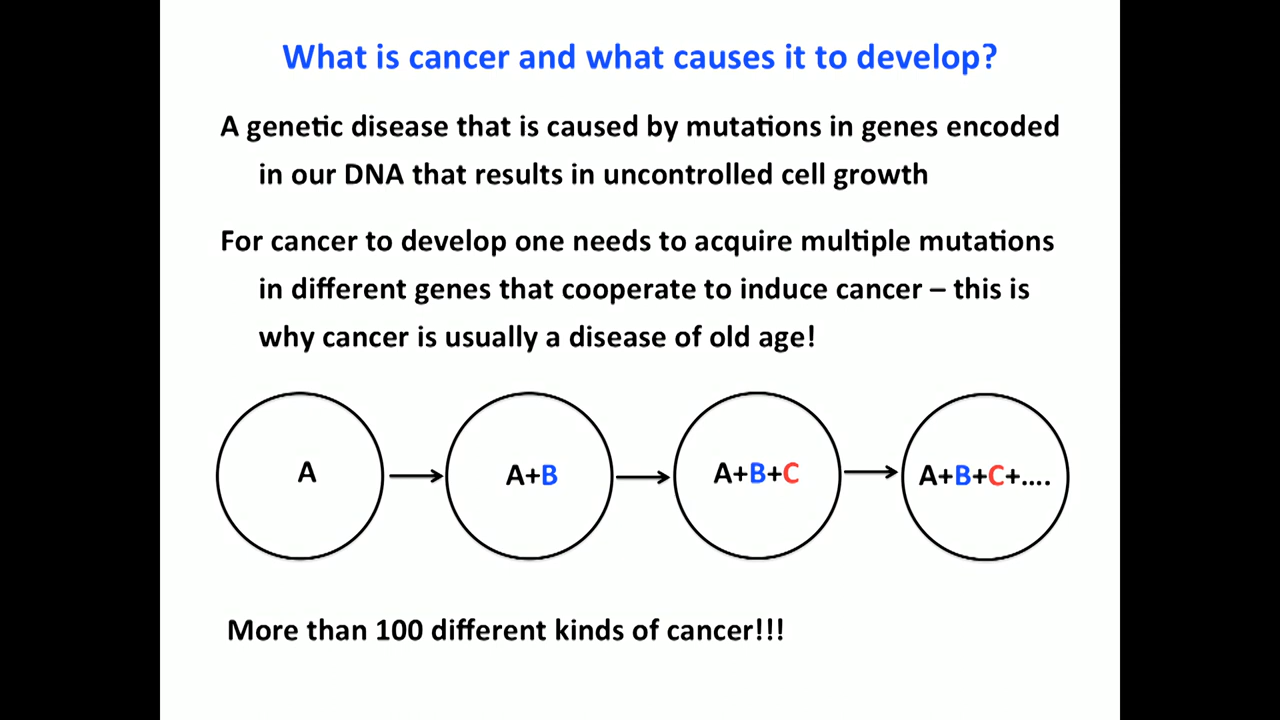 What is cancer and what causes it to develop?
A genetic disease that is caused by mutations in genes encoded
in our DNA that results in uncontrolled cell growth
For cancer to develop one needs to acquire multiple mutations
in different genes that cooperate to induce cancer – this is
why cancer is usually a disease of old age!
A
A+B
A+B+C
A+B+C+....
More than 100 different kinds of cancer!!!